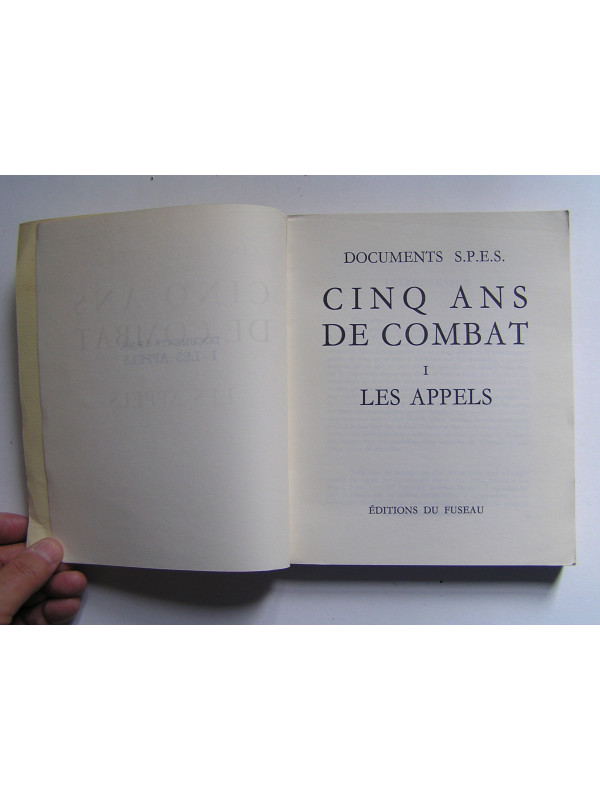 DOCUMENTS S.P.E.S.
CINQ ANS
DE COMBAT
I
LES APPELS
ÉDITIONS DU FUSEAU